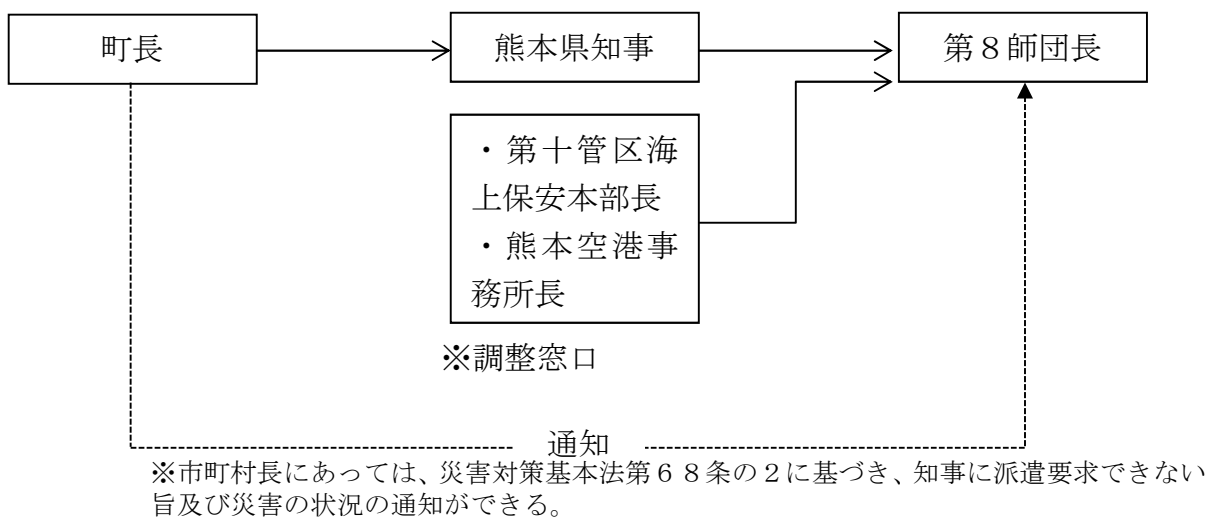 町長
熊本県知事
第８師団長
・第十管区海
上保安本部長
・熊本空港事
務所長
※調整窓口
通知
※市町村長にあっては、災害対策基本法第６８条の２に基づき、知事に派遣要求できない
旨及び災害の状況の通知ができる。